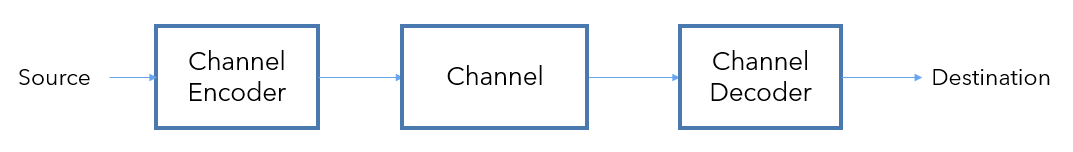 Source
Channel
Encoder
Channel
Channel
Decoder
Destination